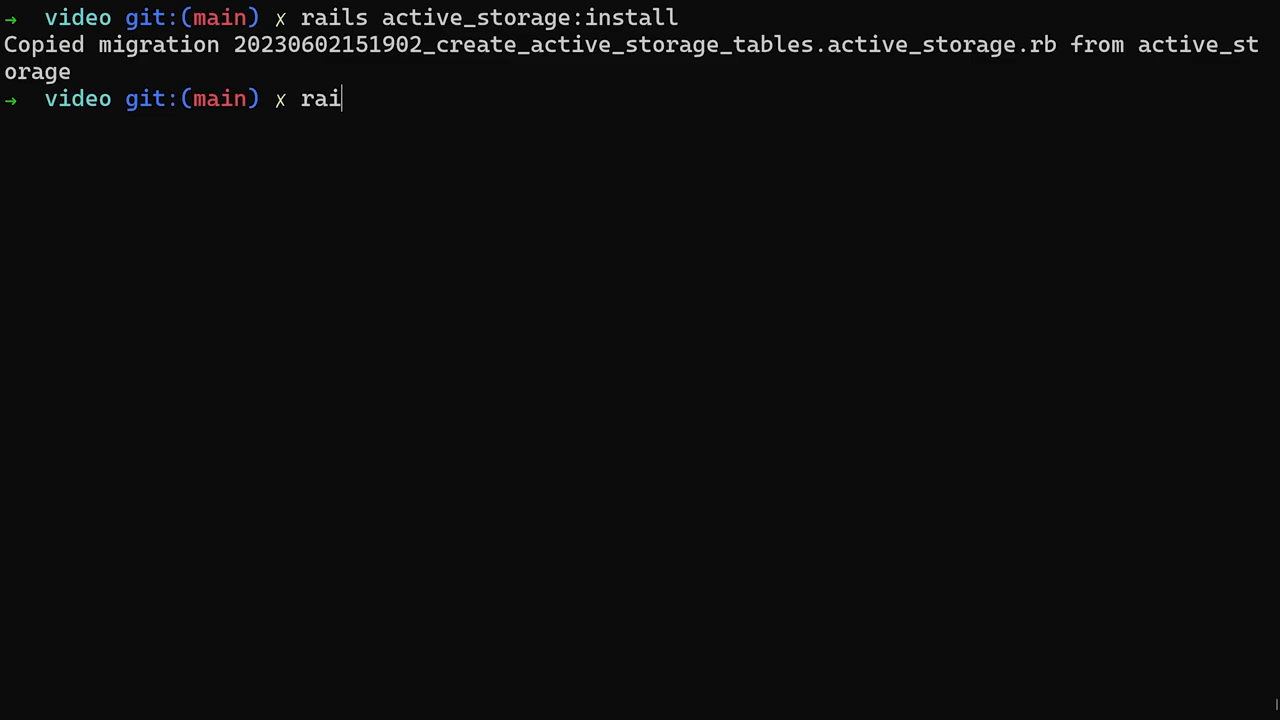 →  video git:(main) ✗ rails active_storage:install
Copied migration 20230602151902_create_active_storage_tables.active_storage.rb from active_st
orage
→  video git:(main) ✗ rai